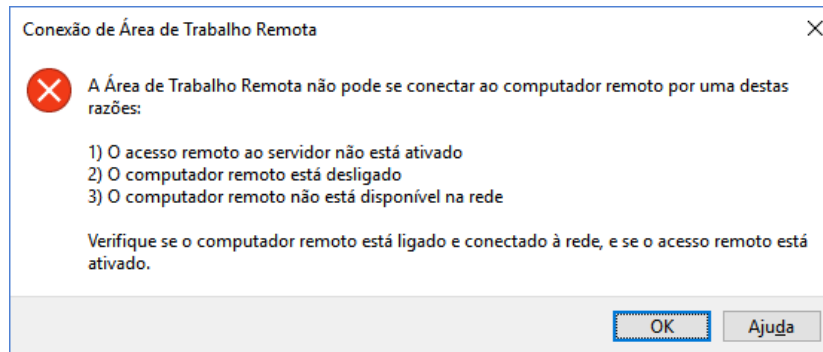 Conexão de Área de Trabalho Remota
A Área de Trabalho Remota não pode se conectar ao computador remoto por uma destas
razões:
1) O acesso remoto ao servidor não está ativado
2) O computador remoto está desligado
3) O computador remoto não está disponível na rede
Verifique se o computador remoto está ligado e conectado à rede, e se o acesso remoto está
ativado.
OK
Ajuda